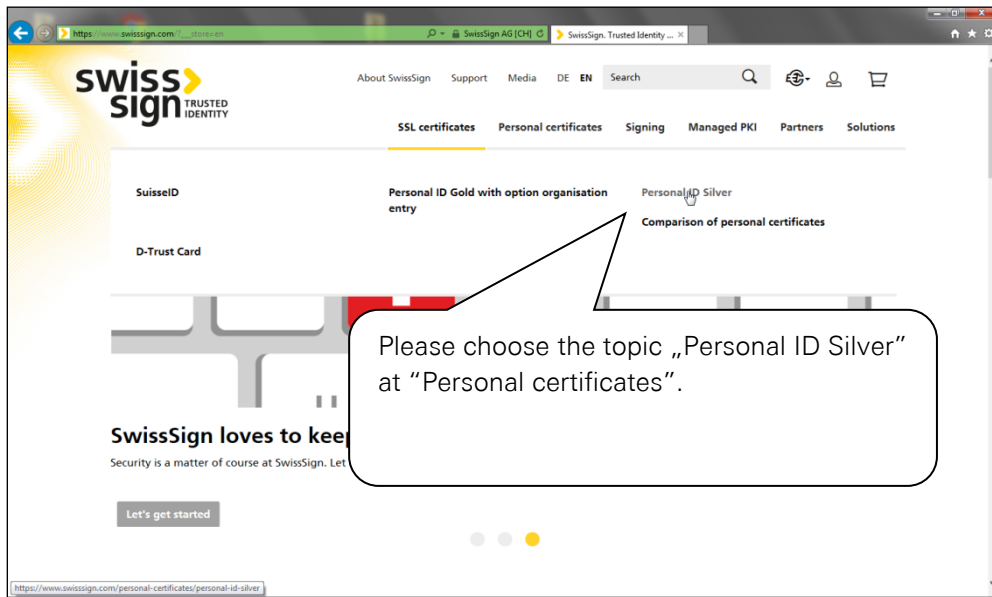 https://www.swisssign.com/?___store=en
SwissSign AG [CH]
SwissSign. Trusted Identity ...
swiss
sign TRUSTED
IDENTITY
About SwissSign Support Media DE EN Search
SSL certificates Personal certificates Signing Managed PKI Partners Solutions
SuisseID
Personal ID Gold with option organisation
entry
Personal ID Silver
Comparison of personal certificates
D-Trust Card
Please choose the topic „Personal ID Silver”
at “Personal certificates”.
SwissSign loves to keep
Security is a matter of course at SwissSign. Let
Let's get started
https://www.swisssign.com/personal-certificates/personal-id-silver